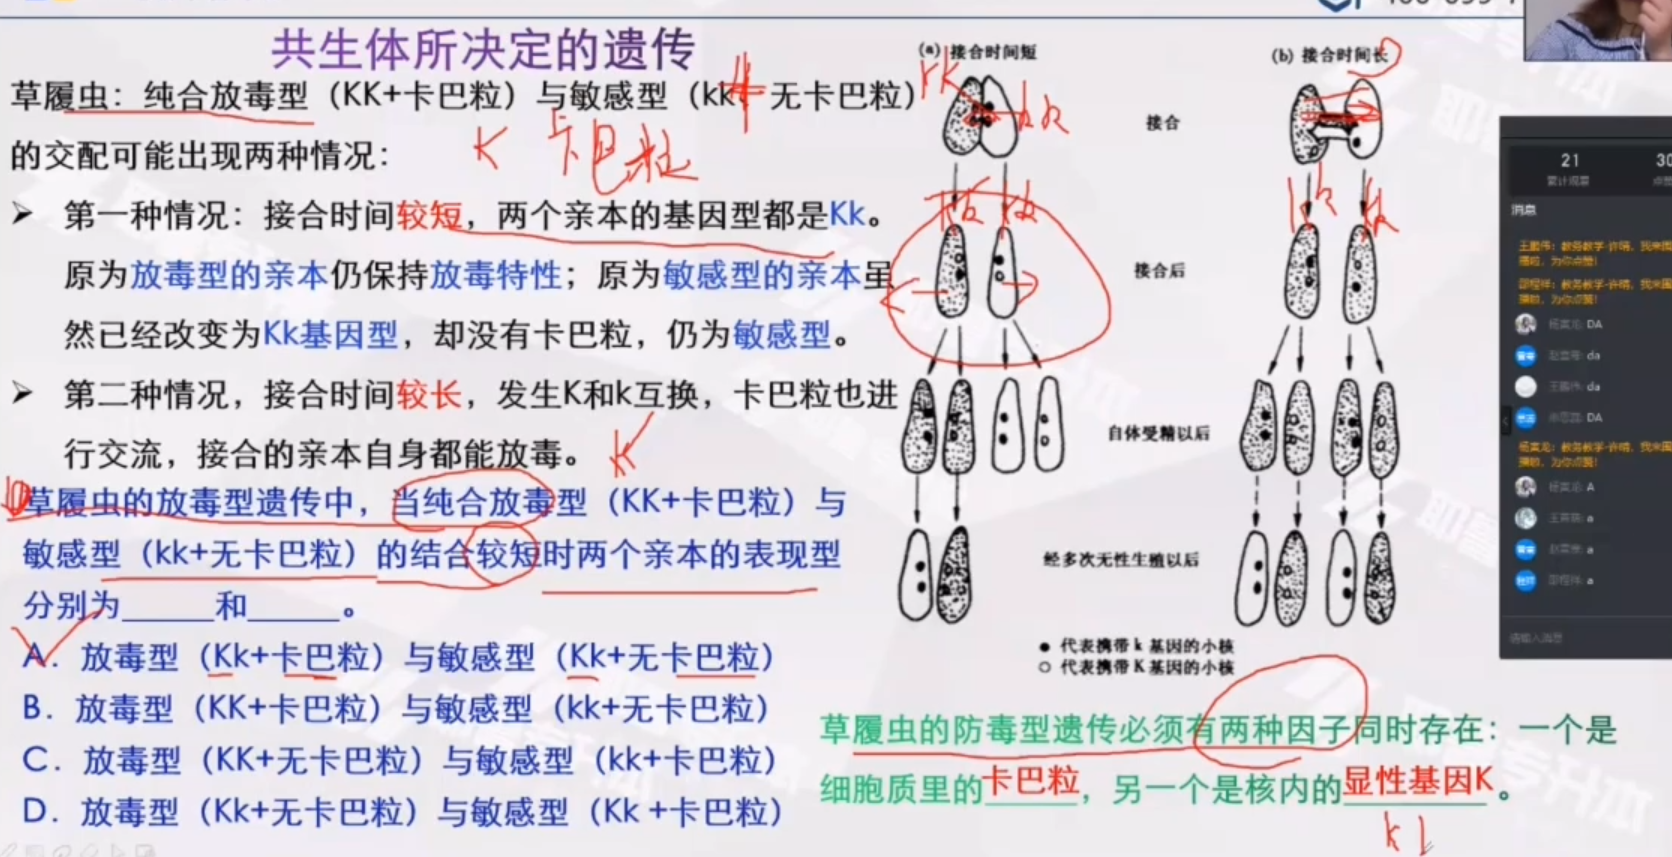 共生体所决定的遗传
草履虫：纯合放毒型（KK+卡巴粒）与敏感型（kk+无卡巴粒）
的交配可能出现两种情况：
K 卡巴粒
➢ 第一种情况：接合时间较短，两个亲本的基因型都是Kk。
原为放毒型的亲本仍保持放毒特性；原为敏感型的亲本虽
然已经改变为Kk基因型，却没有卡巴粒，仍为敏感型。
➢ 第二种情况，接合时间较长，发生K和k互换，卡巴粒也进
行交流，接合的亲本自身都能放毒。
K
草履虫的放毒型遗传中，当纯合放毒型（KK+卡巴粒）与
敏感型（kk+无卡巴粒）的结合较短时两个亲本的表现型
分别为_____和_____。
A. 放毒型（Kk+卡巴粒）与敏感型（Kk+无卡巴粒）
B. 放毒型（KK+卡巴粒）与敏感型（kk+无卡巴粒）
C. 放毒型（KK+无卡巴粒）与敏感型（kk+卡巴粒）
D. 放毒型（Kk+无卡巴粒）与敏感型（Kk +卡巴粒）
(a) 接合时间短
(b) 接合时间长
接合
接合后
自体受精以后
经多次无性生殖以后
● 代表携带 k 基因的小核
○ 代表携带 K 基因的小核
草履虫的防毒型遗传必须有两种因子同时存在：一个是
细胞质里的卡巴粒，另一个是核内的显性基因K。
21
累计观看
30
消息
DA
da
da
DA
A
a
a
a